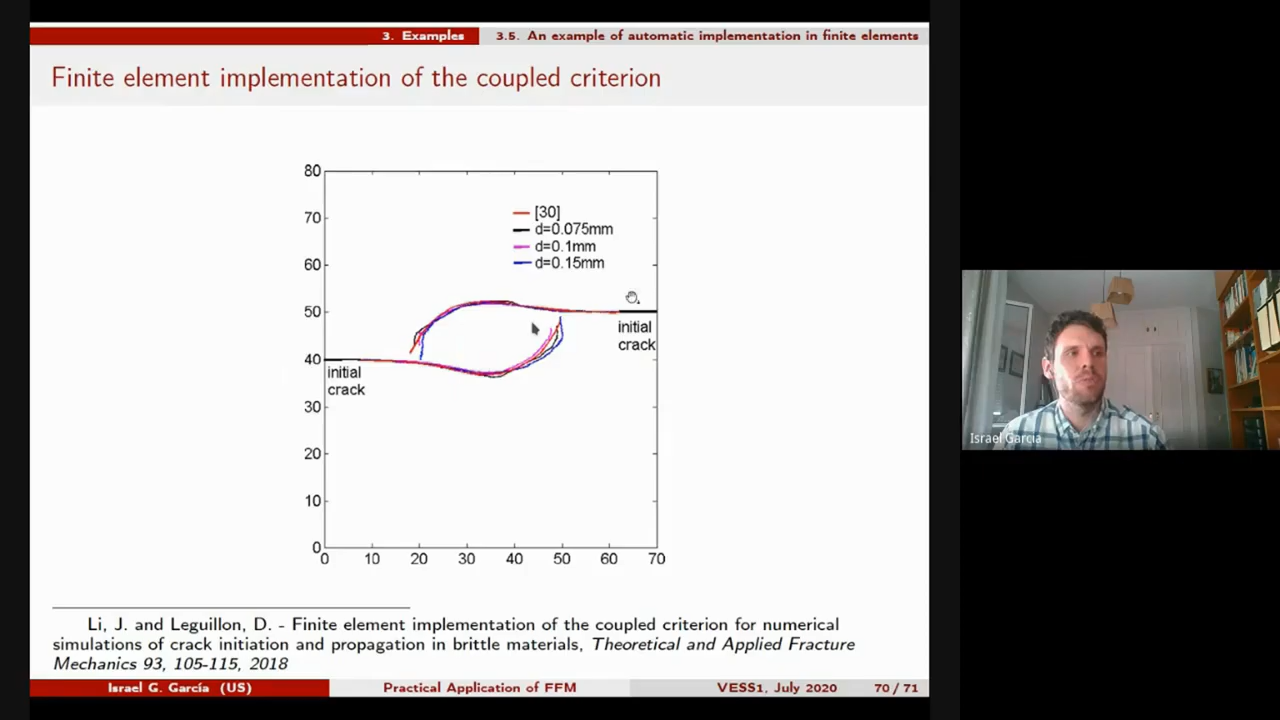 3. Examples
3.5. An example of automatic implementation in finite elements
Finite element implementation of the coupled criterion
80
70
60
50
40
30
20
10
0
[30]
d=0.075mm
d=0.1mm
d=0.15mm
initial
crack
initial
crack
0 10 20 30 40 50 60 70
Li, J. and Leguillon, D. - Finite element implementation of the coupled criterion for numerical
simulations of crack initiation and propagation in brittle materials, Theoretical and Applied Fracture
Mechanics 93, 105-115, 2018
Israel G. García (US)
Practical Application of FFM
VESS1, July 2020
70 / 71
Israel García